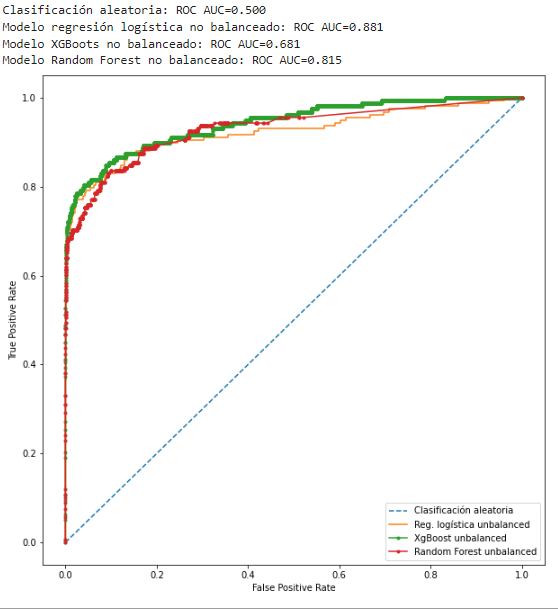 Clasificación aleatoria: ROC AUC=0.500
Modelo regresión logística no balanceado: ROC AUC=0.881
Modelo XGBoots no balanceado: ROC AUC=0.681
Modelo Random Forest no balanceado: ROC AUC=0.815
1.0
0.8
0.6
0.4
0.2
0.0
True Positive Rate
Clasificación aleatoria
Reg. logística unbalanced
XgBoost unbalanced
Random Forest unbalanced
0.0 0.2 0.4 0.6 0.8 1.0
False Positive Rate